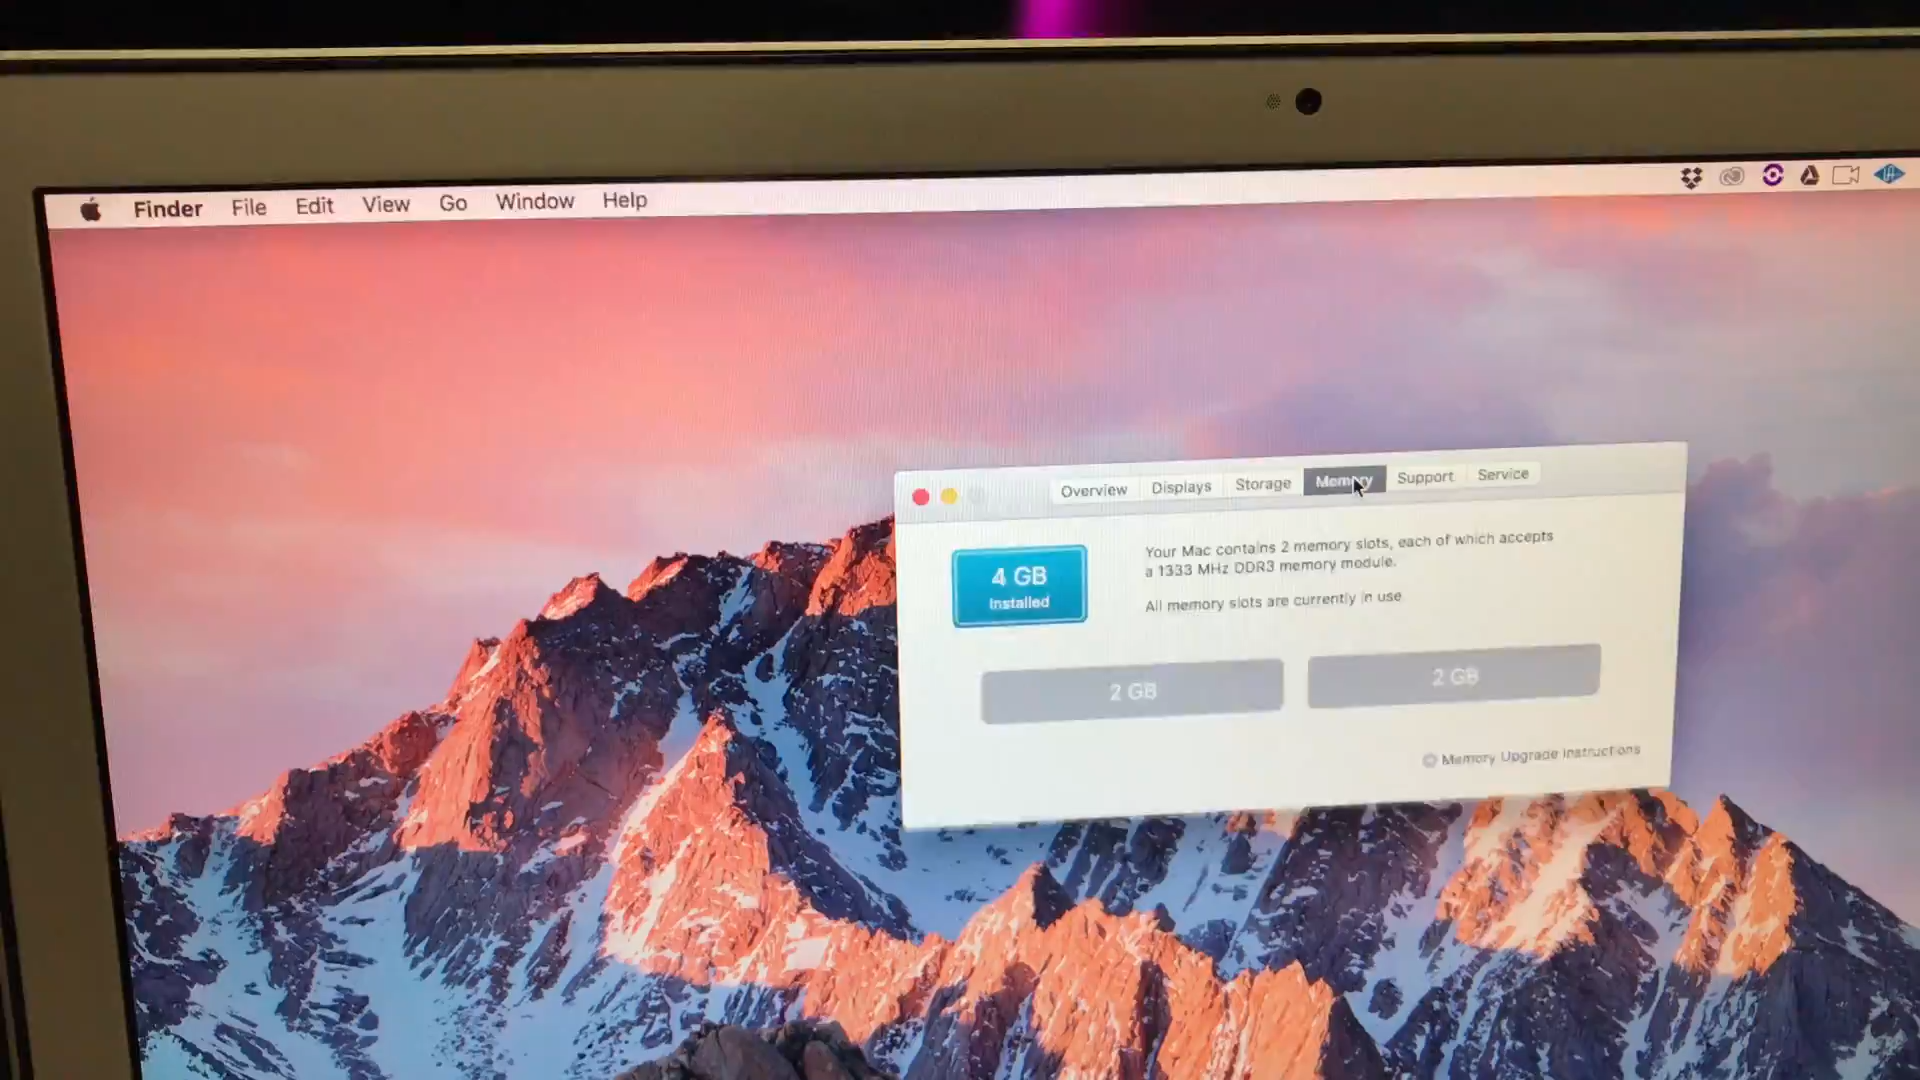 Finder File Edit View Go Window Help
Overview Displays Storage Memory Support Service
4 GB
Installed
Your Mac contains 2 memory slots, each of which accepts
a 1333 MHz DDR3 memory module.
All memory slots are currently in use
2 GB
2 GB
Memory Upgrade Instructions